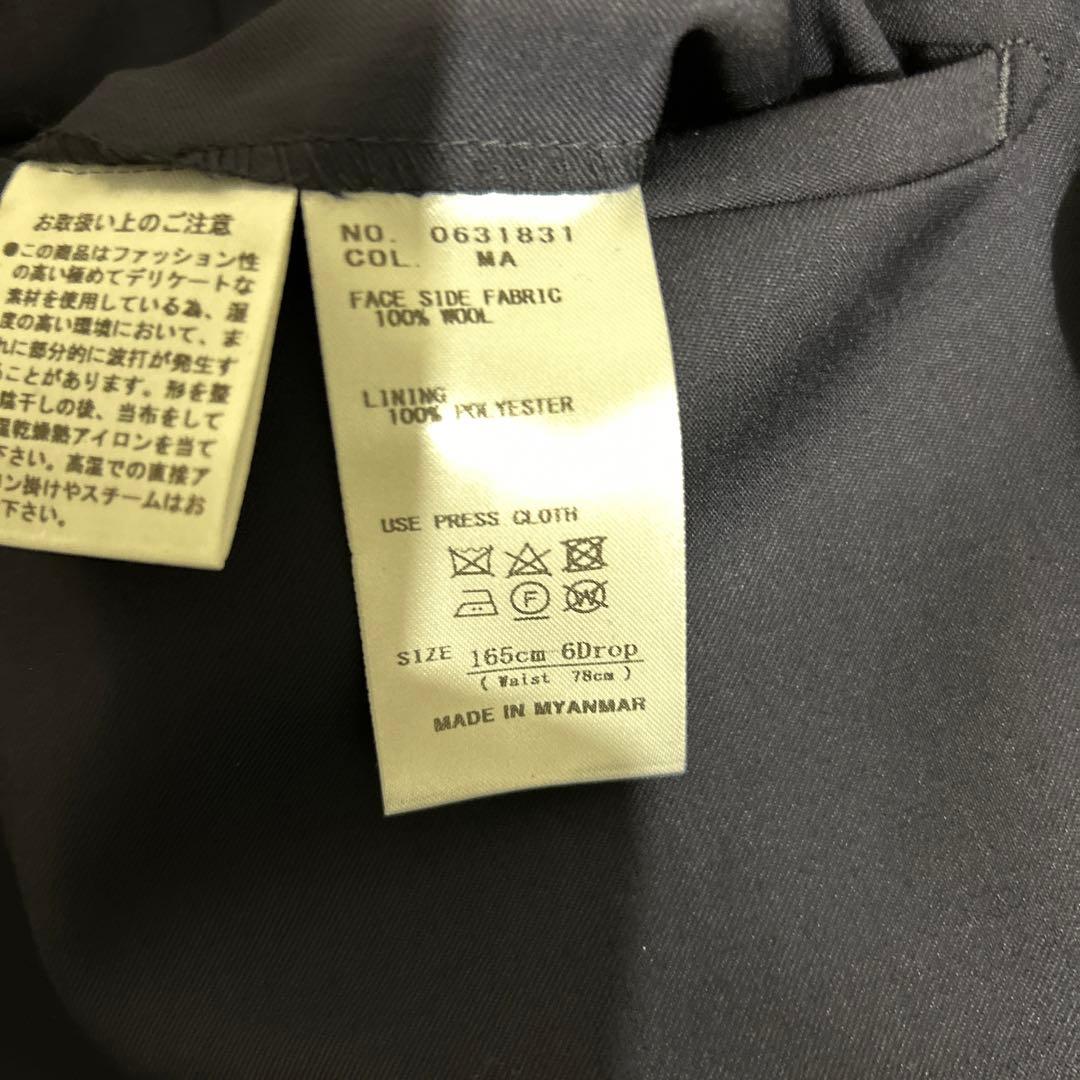 お取扱い上のご注意
●この商品はファッション性
の高い極めてデリケートな
素材を使用している為、湿
度の高い環境において、ま
れに部分的に波打が発生す
ることがあります。形を整
陰干しの後、当布をして
温乾燥熱アイロンを当て
下さい。高温での直接ア
ロン掛けやスチームはお
下さい。
NO. 0631831
COL. MA
FACE SIDE FABRIC
100% WOOL
LINING
100% POLYESTER
USE PRESS CLOTH
F
W
SIZE 165cm 6Drop
( Waist 78cm )
MADE IN MYANMAR